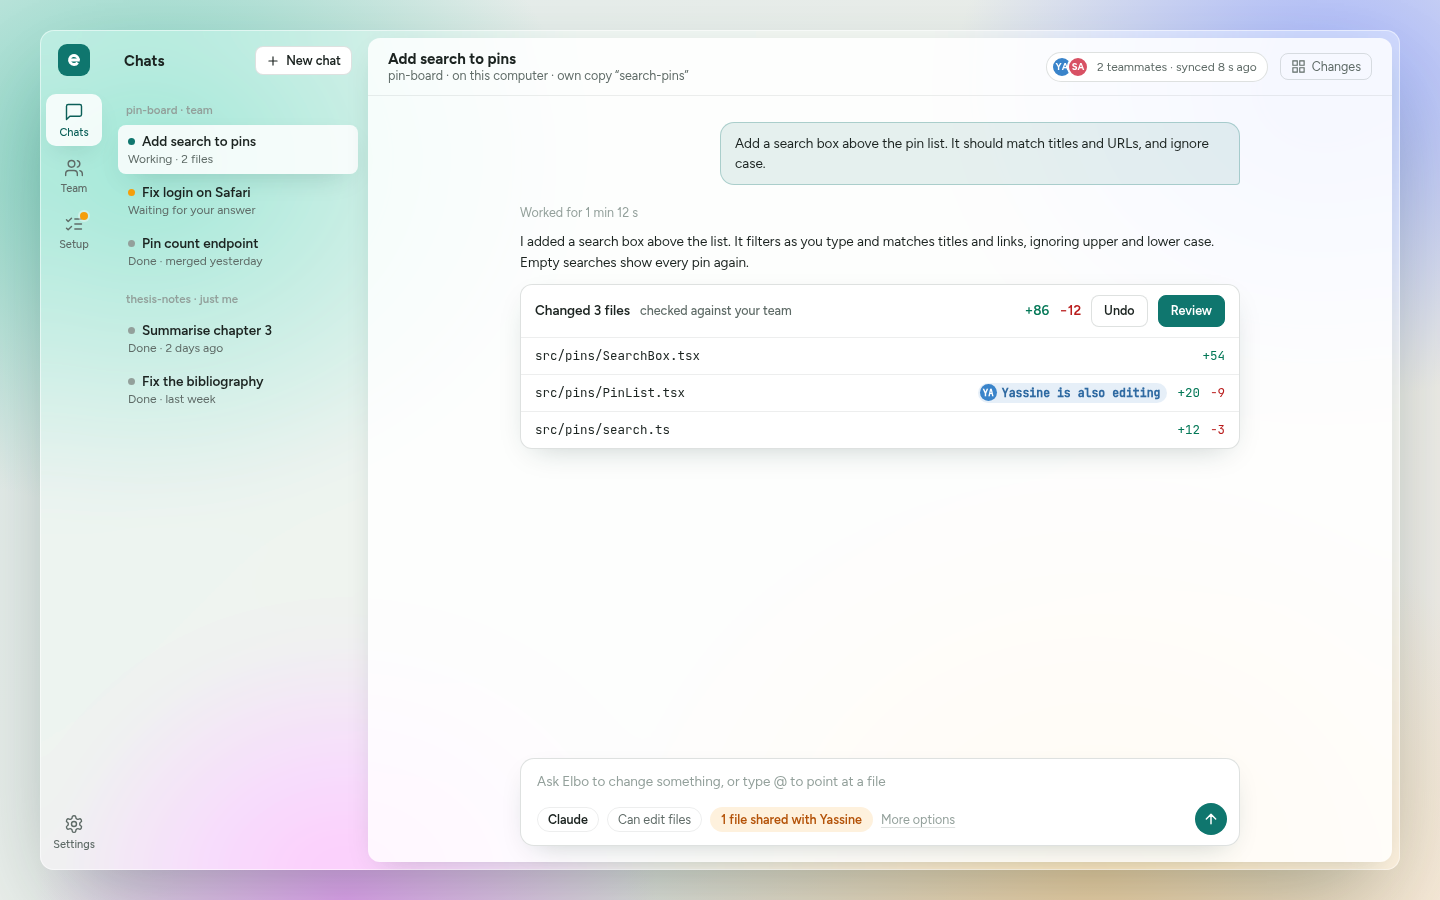 e
Chats
Team
Setup
Settings
Chats
New chat
pin-board · team
Add search to pins
Working · 2 files
Fix login on Safari
Waiting for your answer
Pin count endpoint
Done · merged yesterday
thesis-notes · just me
Summarise chapter 3
Done · 2 days ago
Fix the bibliography
Done · last week
Add search to pins
pin-board · on this computer · own copy “search-pins”
YA SA 2 teammates · synced 8 s ago
Changes
Add a search box above the pin list. It should match titles and URLs, and ignore
case.
Worked for 1 min 12 s
I added a search box above the list. It filters as you type and matches titles and links, ignoring upper and lower case.
Empty searches show every pin again.
Changed 3 files checked against your team +86 −12 Undo Review
src/pins/SearchBox.tsx +54
src/pins/PinList.tsx YA Yassine is also editing +20 -9
src/pins/search.ts +12 -3
Ask Elbo to change something, or type @ to point at a file
Claude Can edit files 1 file shared with Yassine More options